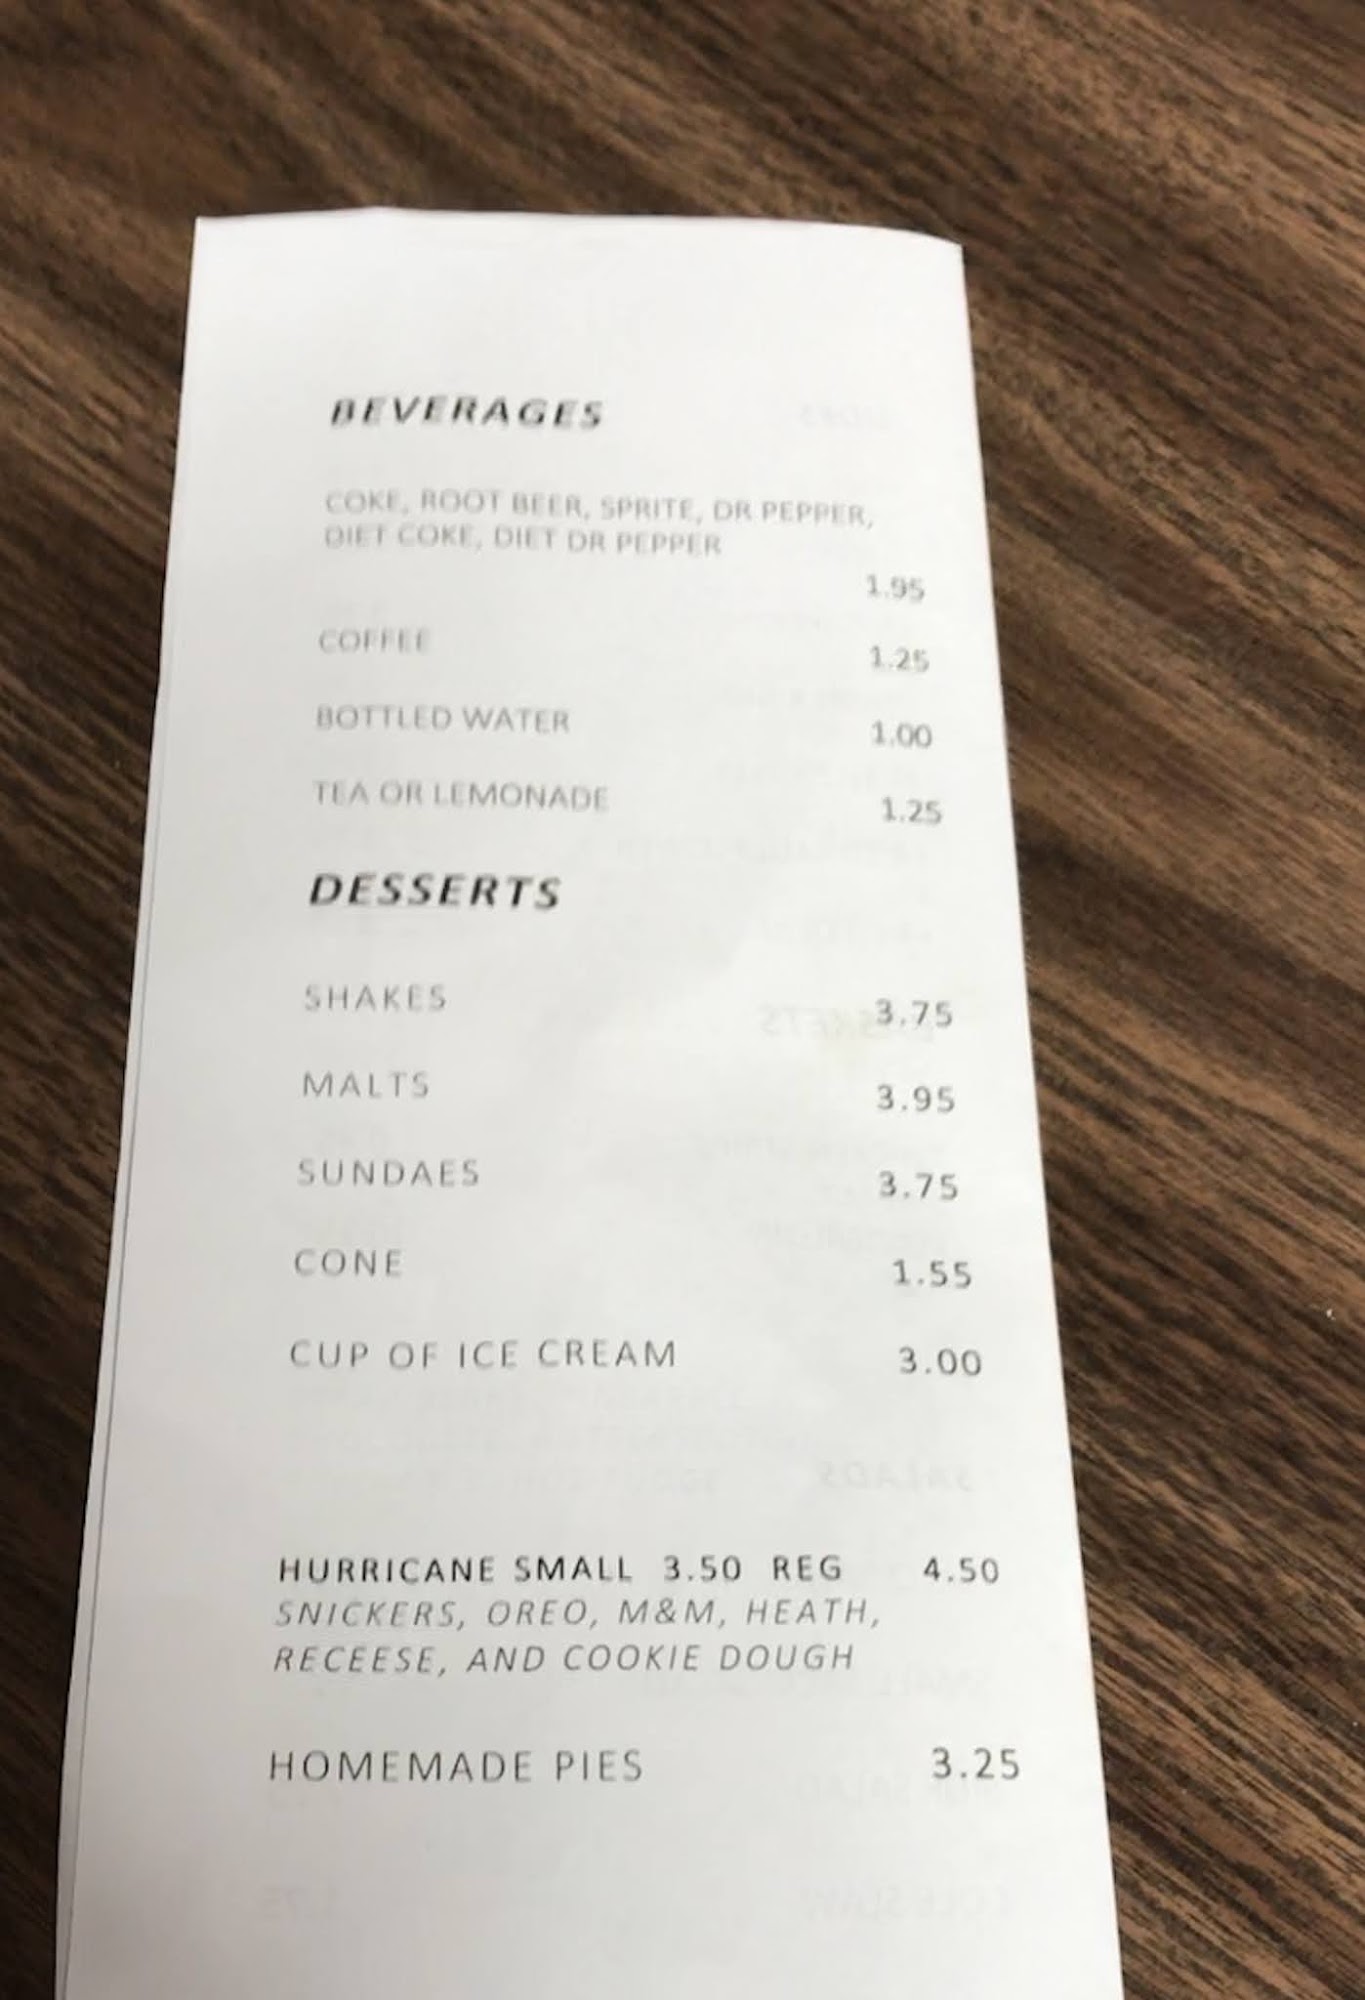 BEVERAGES
COKE, ROOT BEER, SPRITE, DR PEPPER,
DIET COKE, DIET DR PEPPER
1.95
COFFEE 1.25
BOTTLED WATER 1.00
TEA OR LEMONADE 1.25
DESSERTS
SHAKES 3.75
MALTS 3.95
SUNDAES 3.75
CONE 1.55
CUP OF ICE CREAM 3.00
HURRICANE SMALL 3.50 REG 4.50
SNICKERS, OREO, M&M, HEATH,
RECEESE, AND COOKIE DOUGH
HOMEMADE PIES 3.25